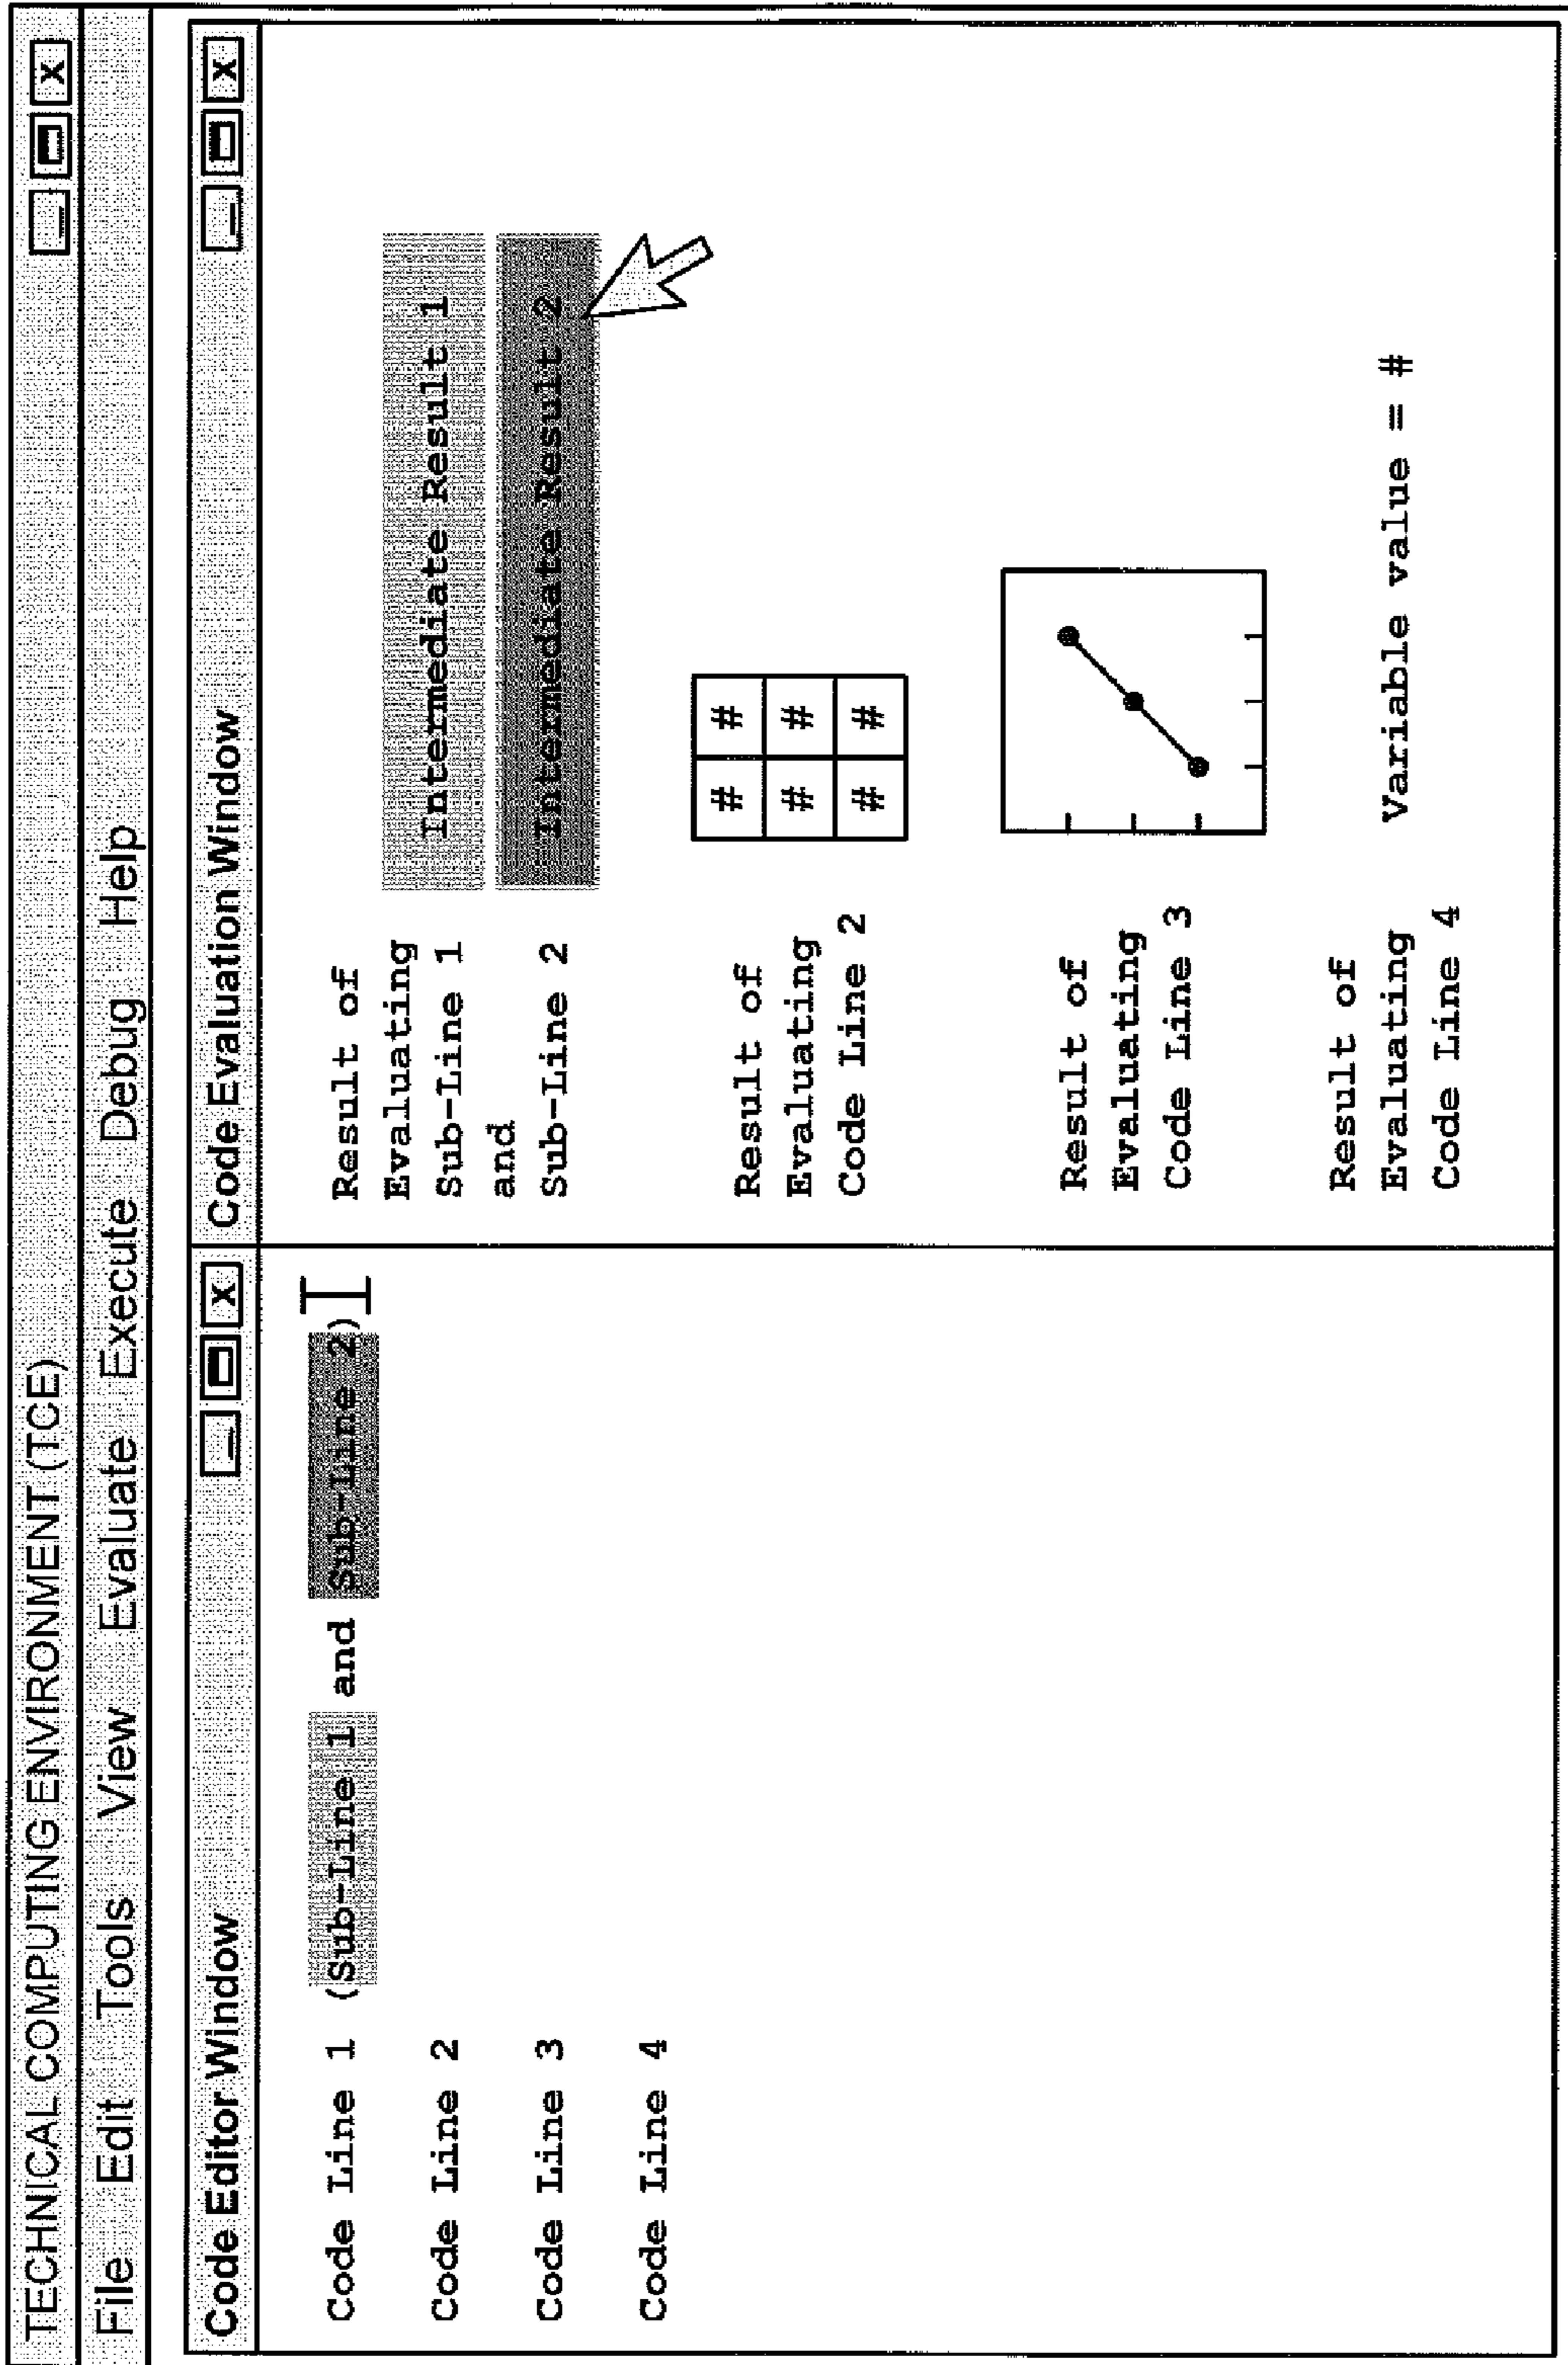 TECHNICAL COMPUTING ENVIRONMENT (TCE)
_ X
File Edit Tools View Evaluate Execute Debug Help
Code Editor Window _ X
Code Line 1 (Sub-Line 1 and Sub-Line 2)
Code Line 2
Code Line 3
Code Line 4
Code Evaluation Window _ X
Result of
Evaluating
Sub-Line 1
and
Sub-Line 2
Intermediate Result 1
Intermediate Result 2
Result of
Evaluating
Code Line 2
# #
# #
# #
Result of
Evaluating
Code Line 3
Result of
Evaluating
Code Line 4
Variable value = #